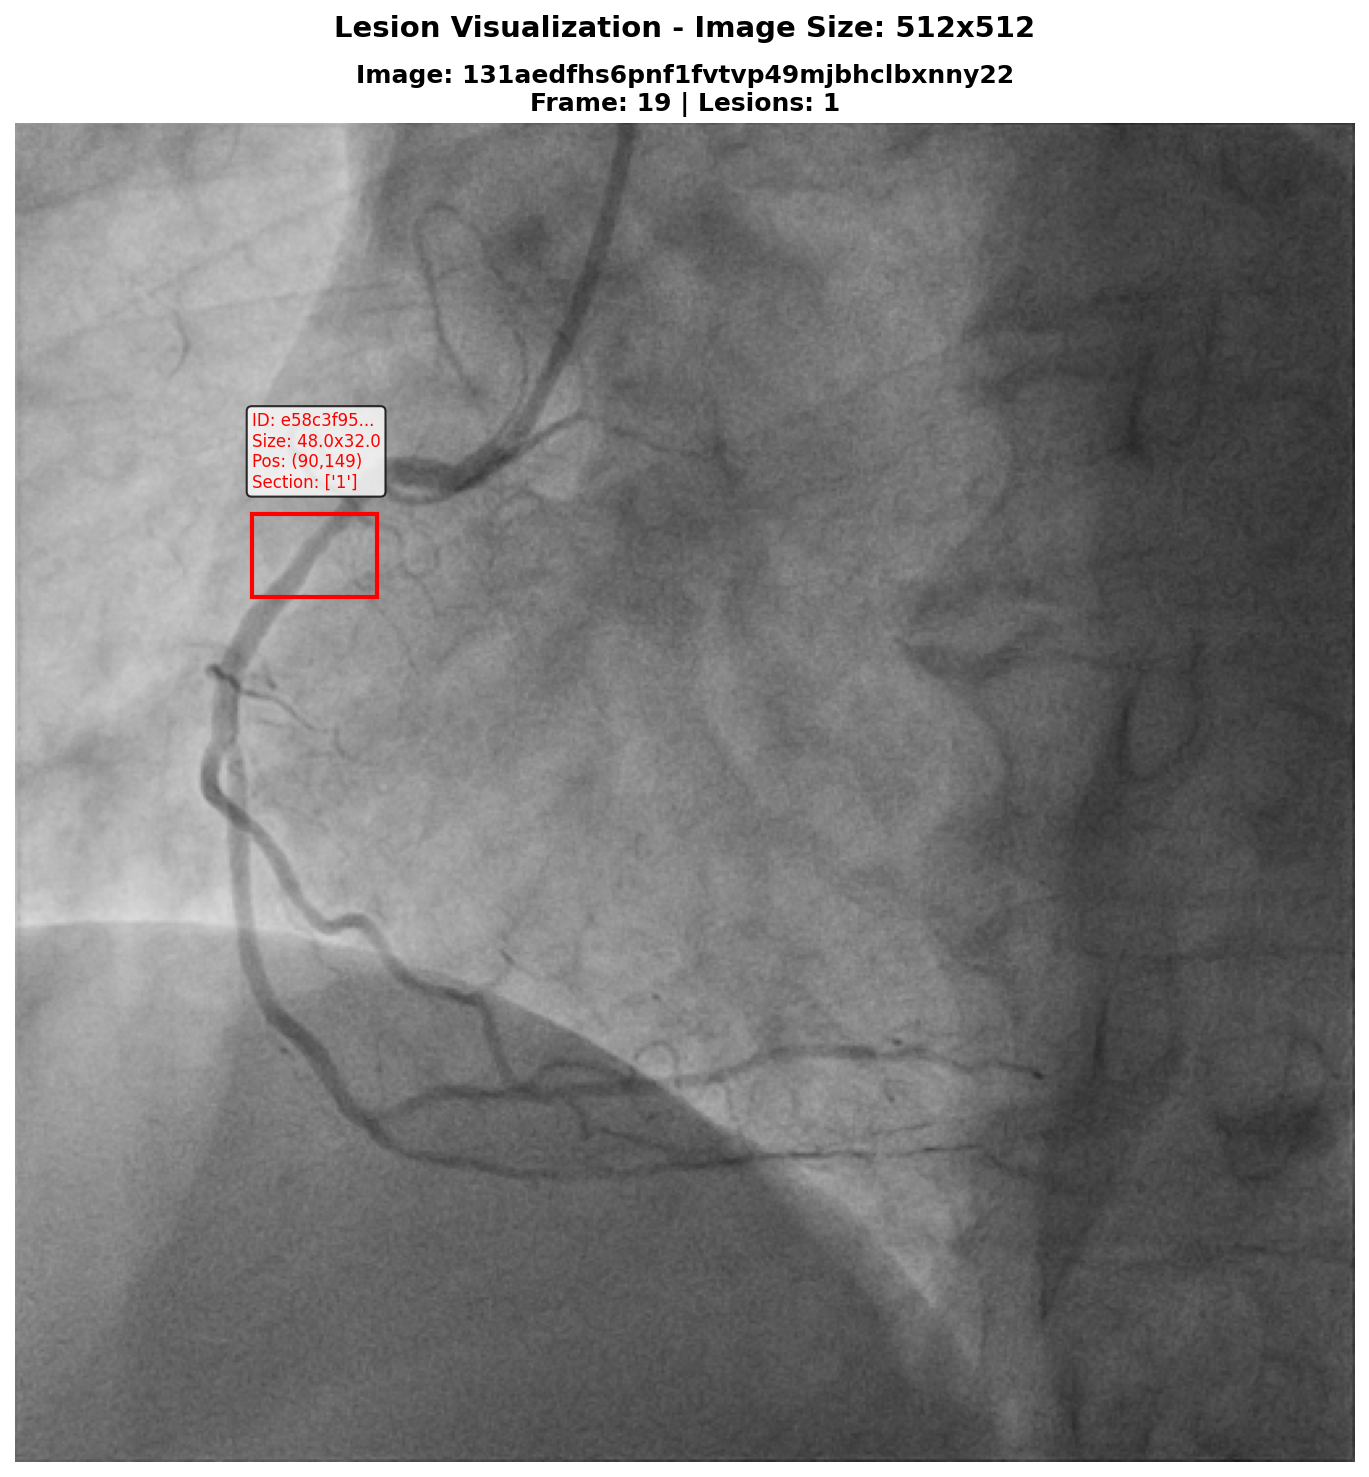 Lesion Visualization - Image Size: 512x512
Image: 131aedfhs6pnf1fvtvp49mjbhclbxnny22
Frame: 19 | Lesions: 1
ID: e58c3f95...
Size: 48.0x32.0
Pos: (90,149)
Section: ['1']